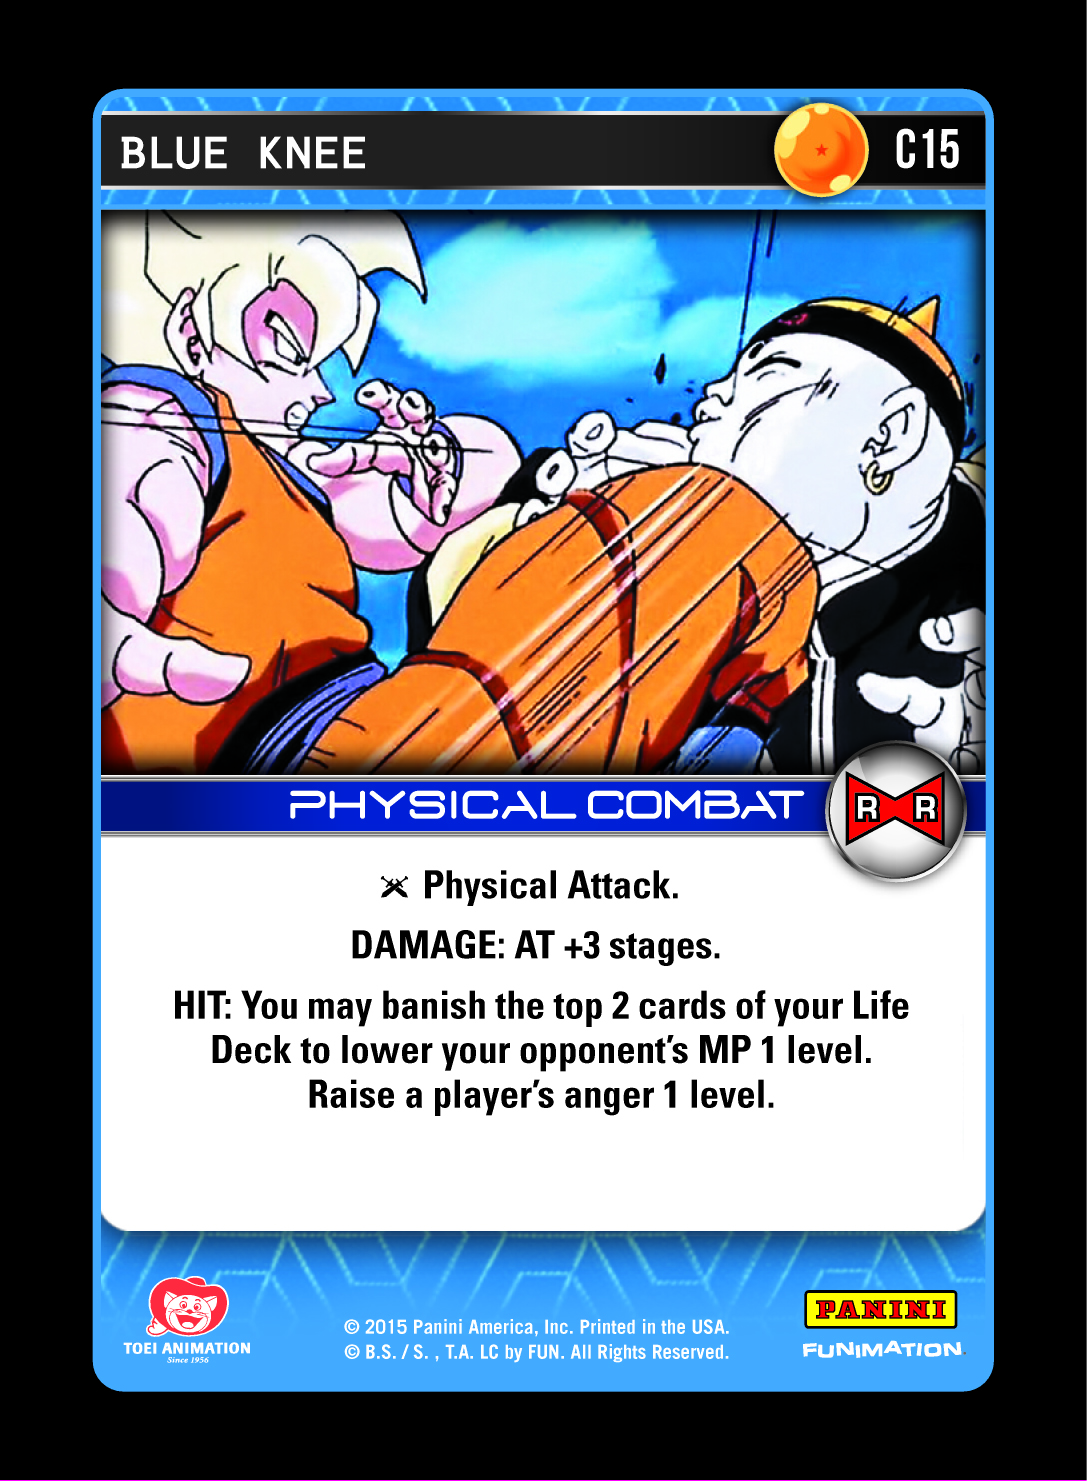 BLUE KNEE
C15
PHYSICAL COMBAT
R R
Physical Attack.
DAMAGE: AT +3 stages.
HIT: You may banish the top 2 cards of your Life
Deck to lower your opponent’s MP 1 level.
Raise a player’s anger 1 level.
TOEI ANIMATION
Since 1956
© 2015 Panini America, Inc. Printed in the USA.
© B.S. / S. , T.A. LC by FUN. All Rights Reserved.
PANINI
FUNIMATION